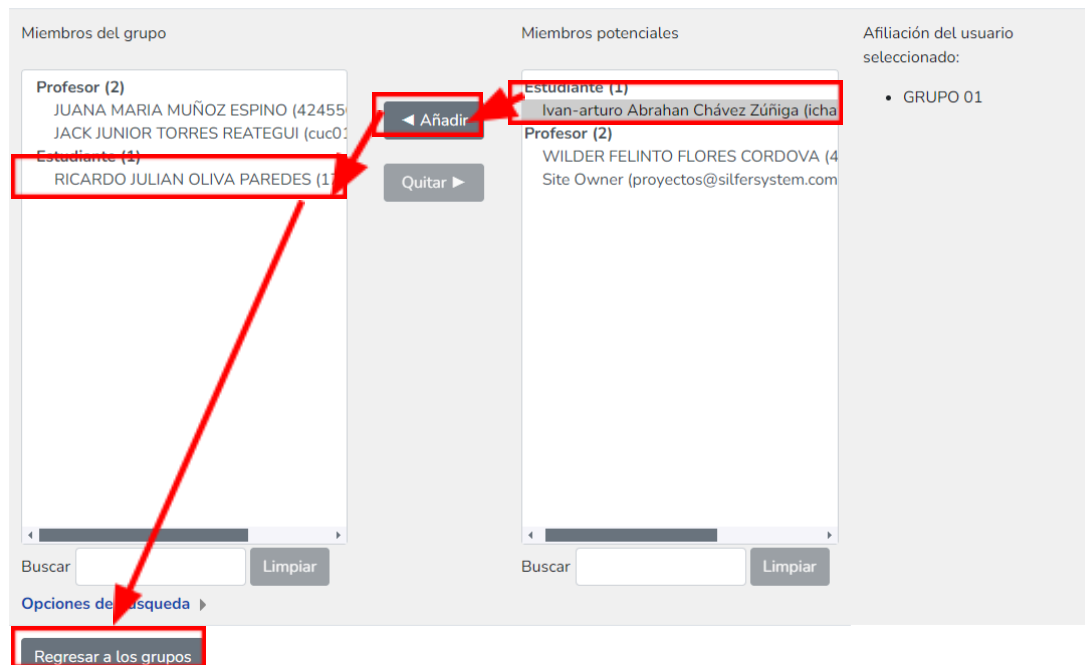 Miembros del grupo
Profesor (2)
JUANA MARIA MUÑOZ ESPINO (42455
JACK JUNIOR TORRES REATEGUI (cuc01
Estudiante (1)
RICARDO JULIAN OLIVA PAREDES (17
◄ Añadir
Quitar ►
Miembros potenciales
Estudiante (1)
Ivan-arturo Abrahan Chávez Zúñiga (icha
Profesor (2)
WILDER FELINTO FLORES CORDOVA (4
Site Owner (proyectos@silfersystem.com
Afiliación del usuario
seleccionado:
• GRUPO 01
Buscar
Limpiar
Buscar
Limpiar
Opciones de búsqueda
Regresar a los grupos